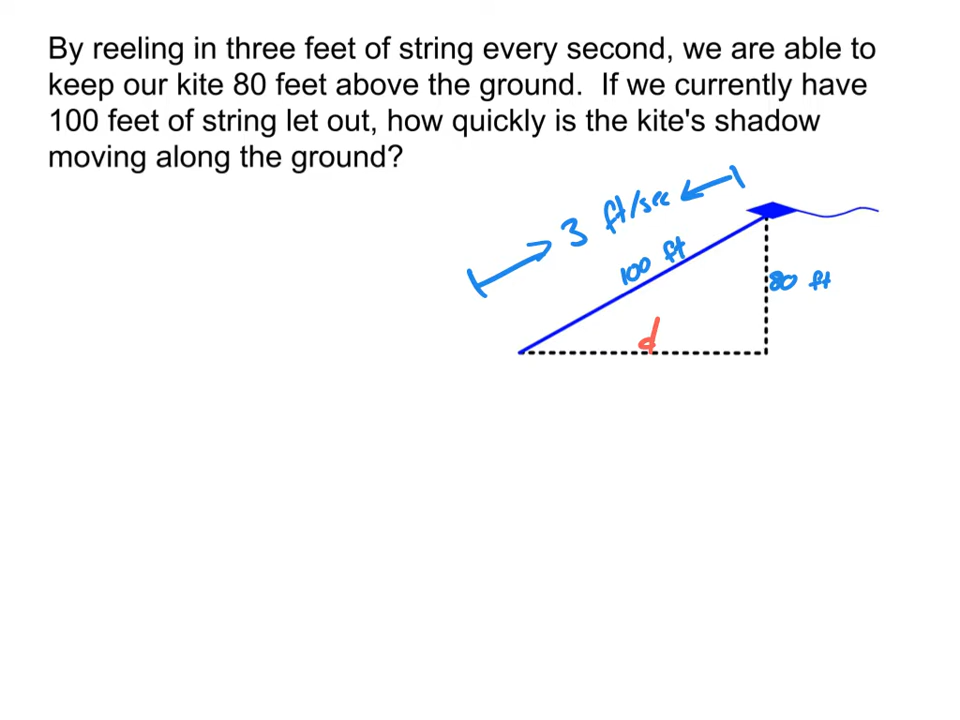 By reeling in three feet of string every second, we are able to
keep our kite 80 feet above the ground.  If we currently have
100 feet of string let out, how quickly is the kite's shadow
moving along the ground?
3 ft/sec
100 ft
80 ft
d